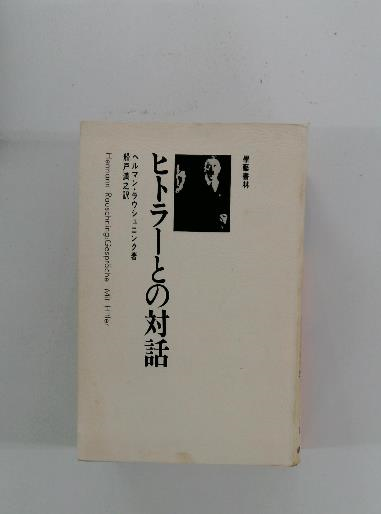 學藝書林
ヒトラーとの対話
ヘルマン・ラウシュニング著
船戸満之訳
Hermann Rauschning:Gespräche Mit Hitler